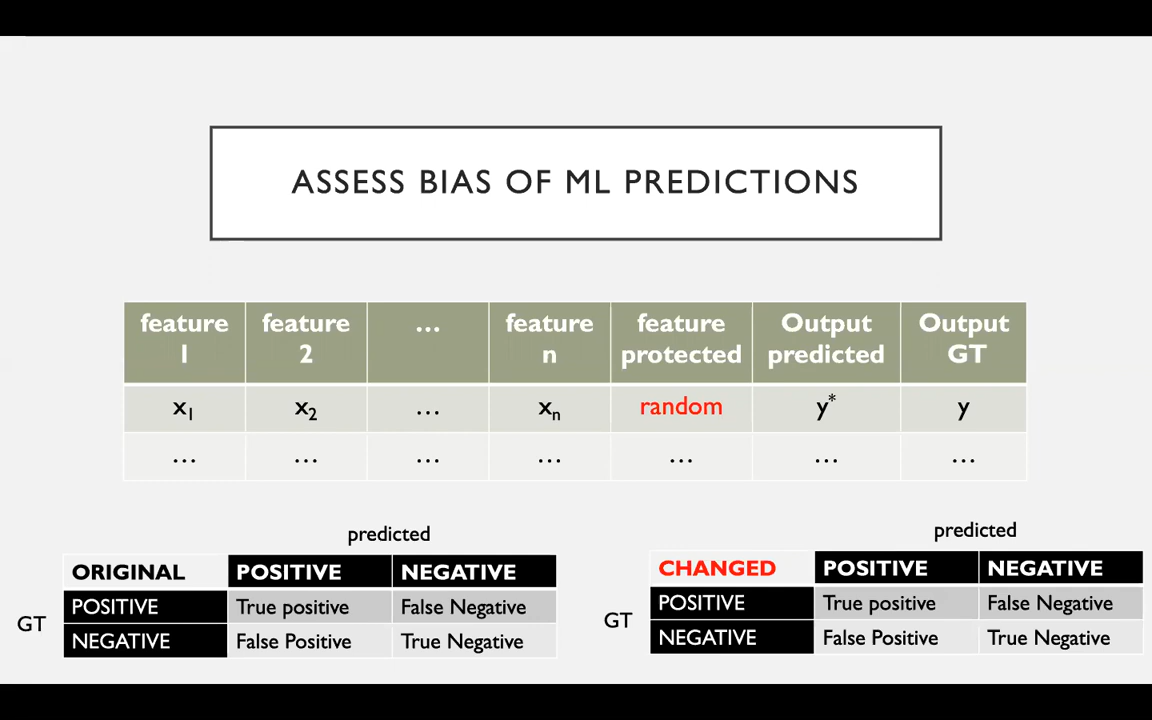 ASSESS BIAS OF ML PREDICTIONS
feature 1 feature 2 ... feature n feature protected Output predicted Output GT
x₁ x₂ ... xₙ random y* y
... ... ... ... ... ... ...
predicted
ORIGINAL POSITIVE NEGATIVE
GT
POSITIVE True positive False Negative
NEGATIVE False Positive True Negative
predicted
CHANGED POSITIVE NEGATIVE
GT
POSITIVE True positive False Negative
NEGATIVE False Positive True Negative